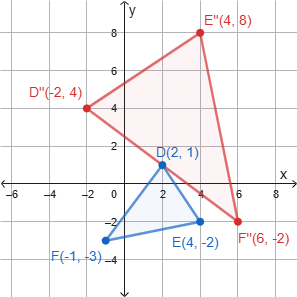 y
8
E"(4, 8)
6
D"(-2, 4)
4
2
D(2, 1)
x
−6 −4 −2 0 2 4 6 8
−2
E(4, -2)
F"(6, -2)
F(-1, -3)
−4